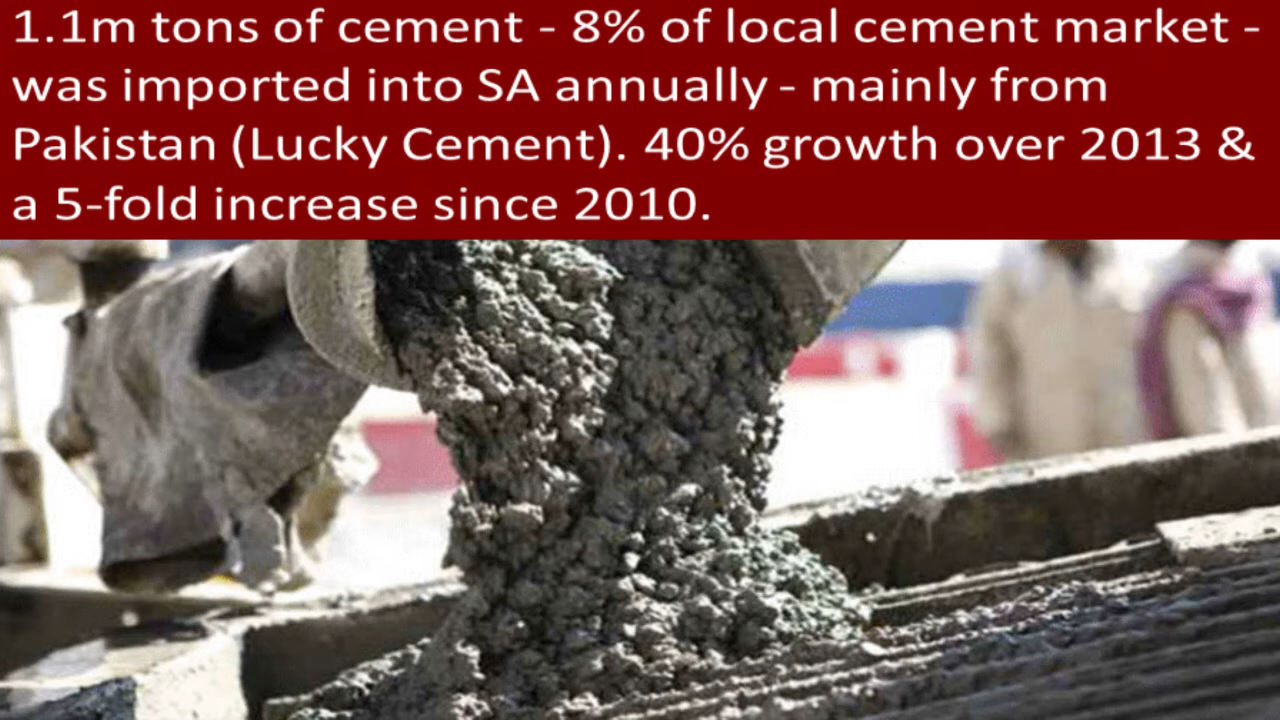 1.1m tons of cement - 8% of local cement market -
was imported into SA annually - mainly from
Pakistan (Lucky Cement). 40% growth over 2013 &
a 5-fold increase since 2010.